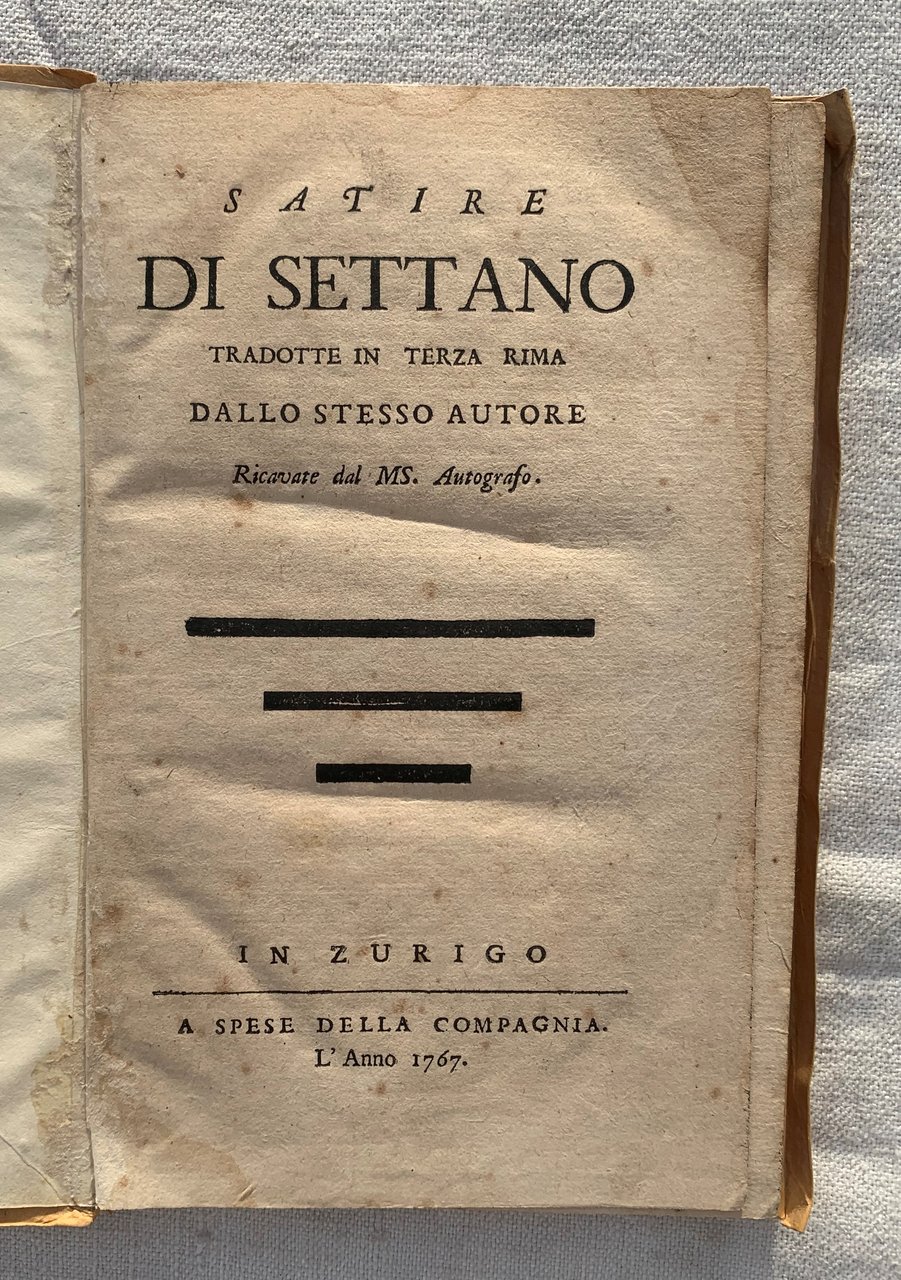 SATIRE
DI SETTANO
TRADOTTE IN TERZA RIMA
DALLO STESSO AUTORE
Ricavate dal MS. Autografo.
IN ZURIGO
A SPESE DELLA COMPAGNIA.
L'Anno 1767.